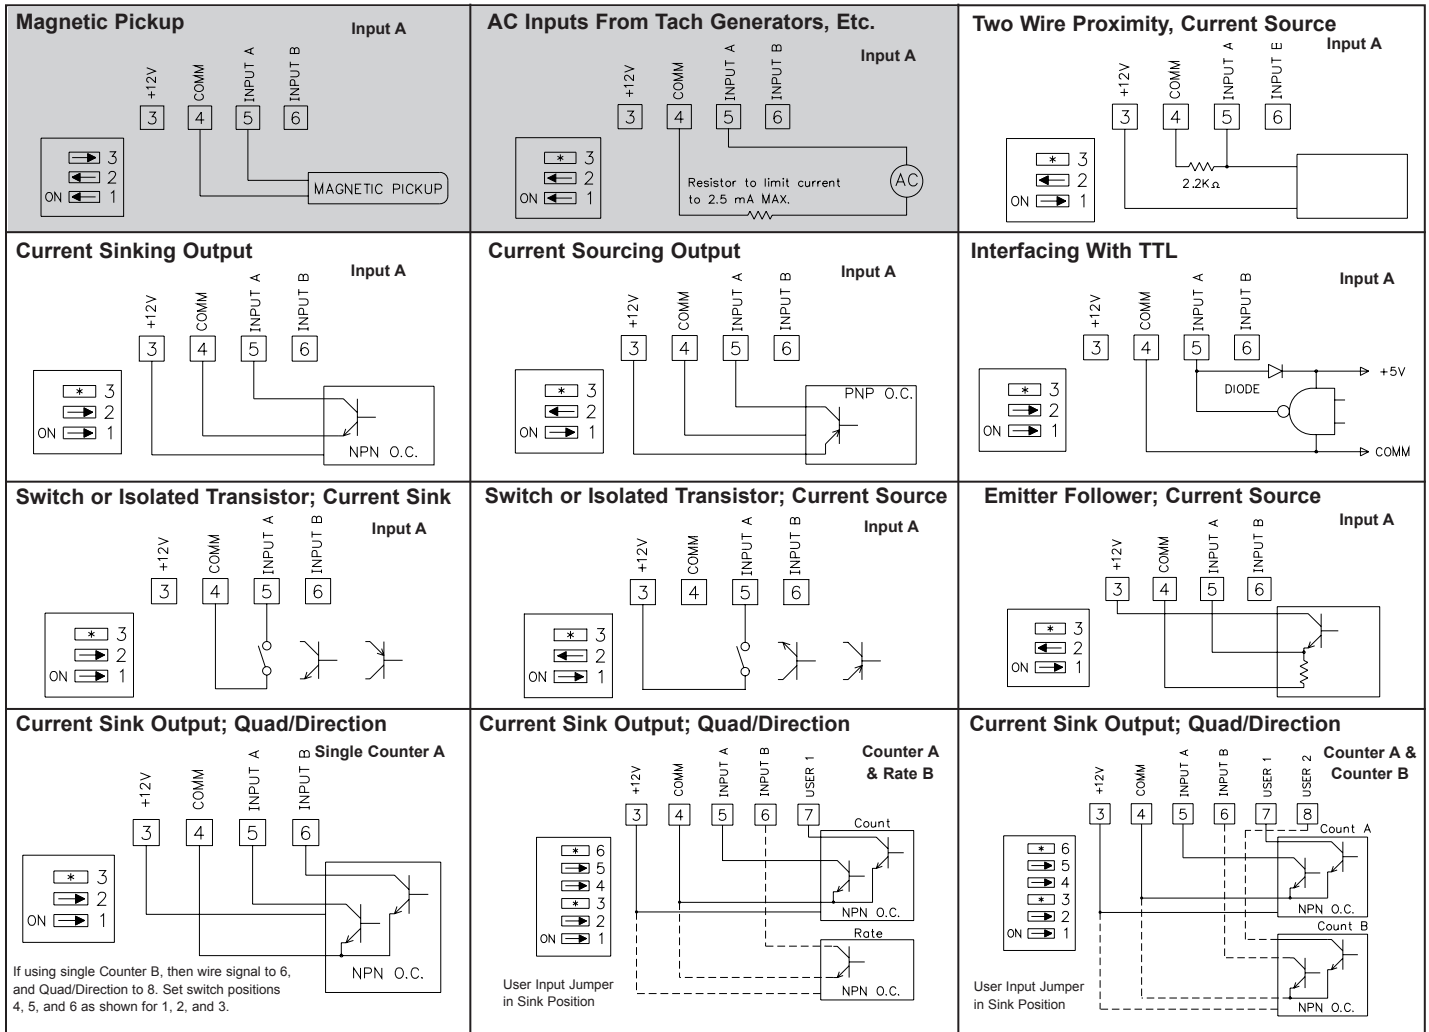 Magnetic Pickup
Input A
+12V
COMM
INPUT A
INPUT B
3
4
5
6
3
2
ON 1
MAGNETIC PICKUP
AC Inputs From Tach Generators, Etc.
Input A
+12V
COMM
INPUT A
INPUT B
3
4
5
6
* 3
2
ON 1
Resistor to limit current
to 2.5 mA MAX.
AC
Two Wire Proximity, Current Source
Input A
+12V
COMM
INPUT A
INPUT B
3
4
5
6
* 3
2
ON 1
2.2KΩ
Current Sinking Output
Input A
+12V
COMM
INPUT A
INPUT B
3
4
5
6
* 3
2
ON 1
NPN O.C.
Current Sourcing Output
Input A
+12V
COMM
INPUT A
INPUT B
3
4
5
6
* 3
2
ON 1
PNP O.C.
Interfacing With TTL
Input A
+12V
COMM
INPUT A
INPUT B
3
4
5
6
* 3
2
ON 1
DIODE
+5V
COMM
Switch or Isolated Transistor; Current Sink
Input A
+12V
COMM
INPUT A
INPUT B
3
4
5
6
* 3
2
ON 1
Switch or Isolated Transistor; Current Source
Input A
+12V
COMM
INPUT A
INPUT B
3
4
5
6
* 3
2
ON 1
Emitter Follower; Current Source
Input A
+12V
COMM
INPUT A
INPUT B
3
4
5
6
* 3
2
ON 1
Current Sink Output; Quad/Direction
Single Counter A
+12V
COMM
INPUT A
INPUT B
3
4
5
6
* 3
2
ON 1
NPN O.C.
If using single Counter B, then wire signal to 6,
and Quad/Direction to 8. Set switch positions
4, 5, and 6 as shown for 1, 2, and 3.
Current Sink Output; Quad/Direction
Counter A
& Rate B
+12V
COMM
INPUT A
INPUT B
USER 1
3
4
5
6
7
* 6
5
4
* 3
2
ON 1
Count
NPN O.C.
Rate
NPN O.C.
User Input Jumper
in Sink Position
Current Sink Output; Quad/Direction
Counter A &
Counter B
+12V
COMM
INPUT A
INPUT B
USER 1
USER 2
3
4
5
6
7
8
* 6
5
4
* 3
2
ON 1
Count A
NPN O.C.
Count B
NPN O.C.
User Input Jumper
in Sink Position